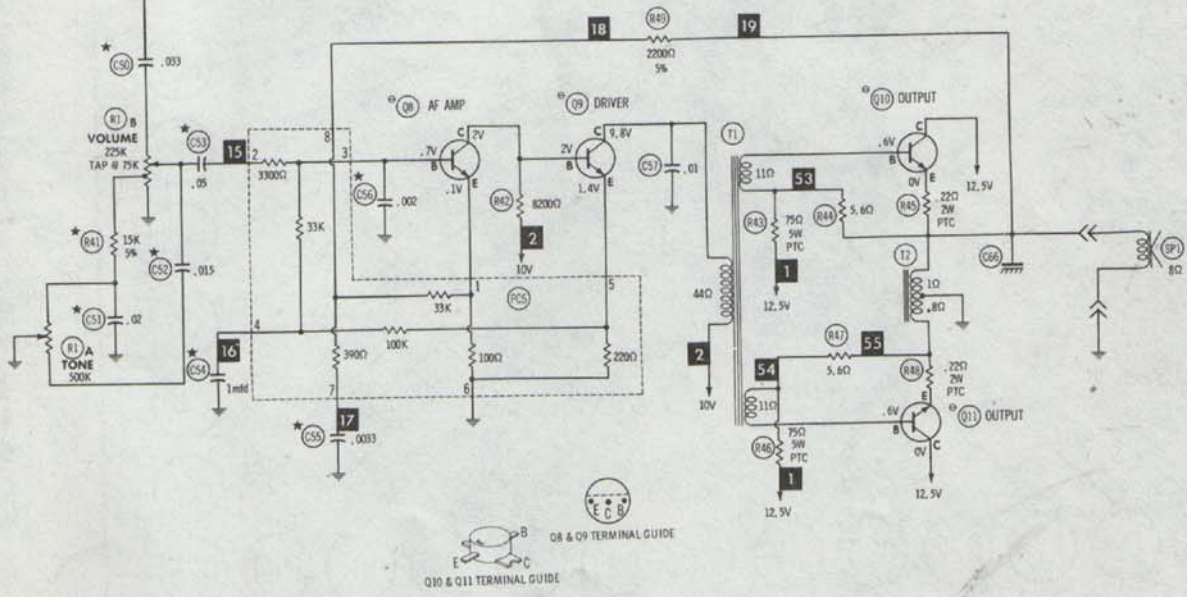 C50 .033
R1 B
VOLUME
225K
TAP @ 75K
C53
.05
15
2
3300Ω
8
3
33K
R41
15K
5%
C52
.015
C51
.02
R1 A
TONE
500K
4
16
C54
1mfd
390Ω
7
17
C55
.0033
33K
100K
1
100Ω
6
PC5
5
220Ω
18
R49
2200Ω
5%
19
Q8 AF AMP
C 2V
.7V
B
.1V
E
C56
.002
R42
8200Ω
2
10V
Q9 DRIVER
C 9.8V
2V
B
1.4V
E
C57
.01
T1
44Ω
2
10V
11Ω
53
R43
75Ω
5W
PTC
1
12.5V
R44
5.6Ω
Q10 OUTPUT
C
.6V
B
E
0V
12.5V
R45
.22Ω
2W
PTC
T2
1Ω
.8Ω
C66
SP1
8Ω
R47
5.6Ω
55
54
11Ω
R46
75Ω
5W
PTC
1
12.5V
R48
.22Ω
2W
PTC
.6V
B
E
Q11 OUTPUT
C
0V
12.5V
E C B
Q8 & Q9 TERMINAL GUIDE
B
E
C
Q10 & Q11 TERMINAL GUIDE